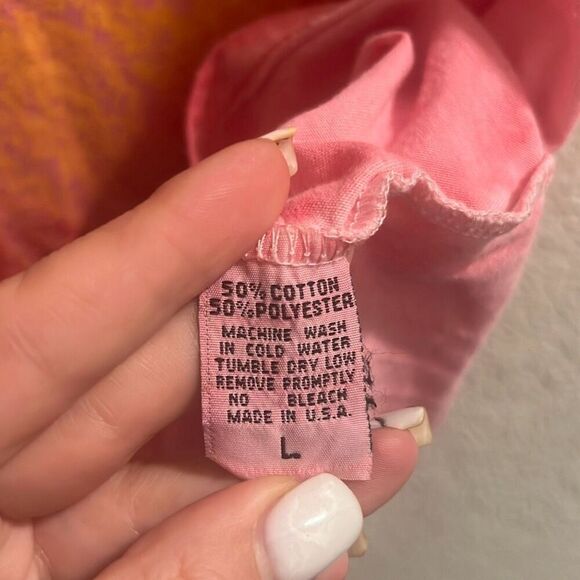 50% COTTON
50% POLYESTER
MACHINE WASH
IN COLD WATER
TUMBLE DRY LOW
REMOVE PROMPTLY
NO BLEACH
MADE IN U.S.A.
L